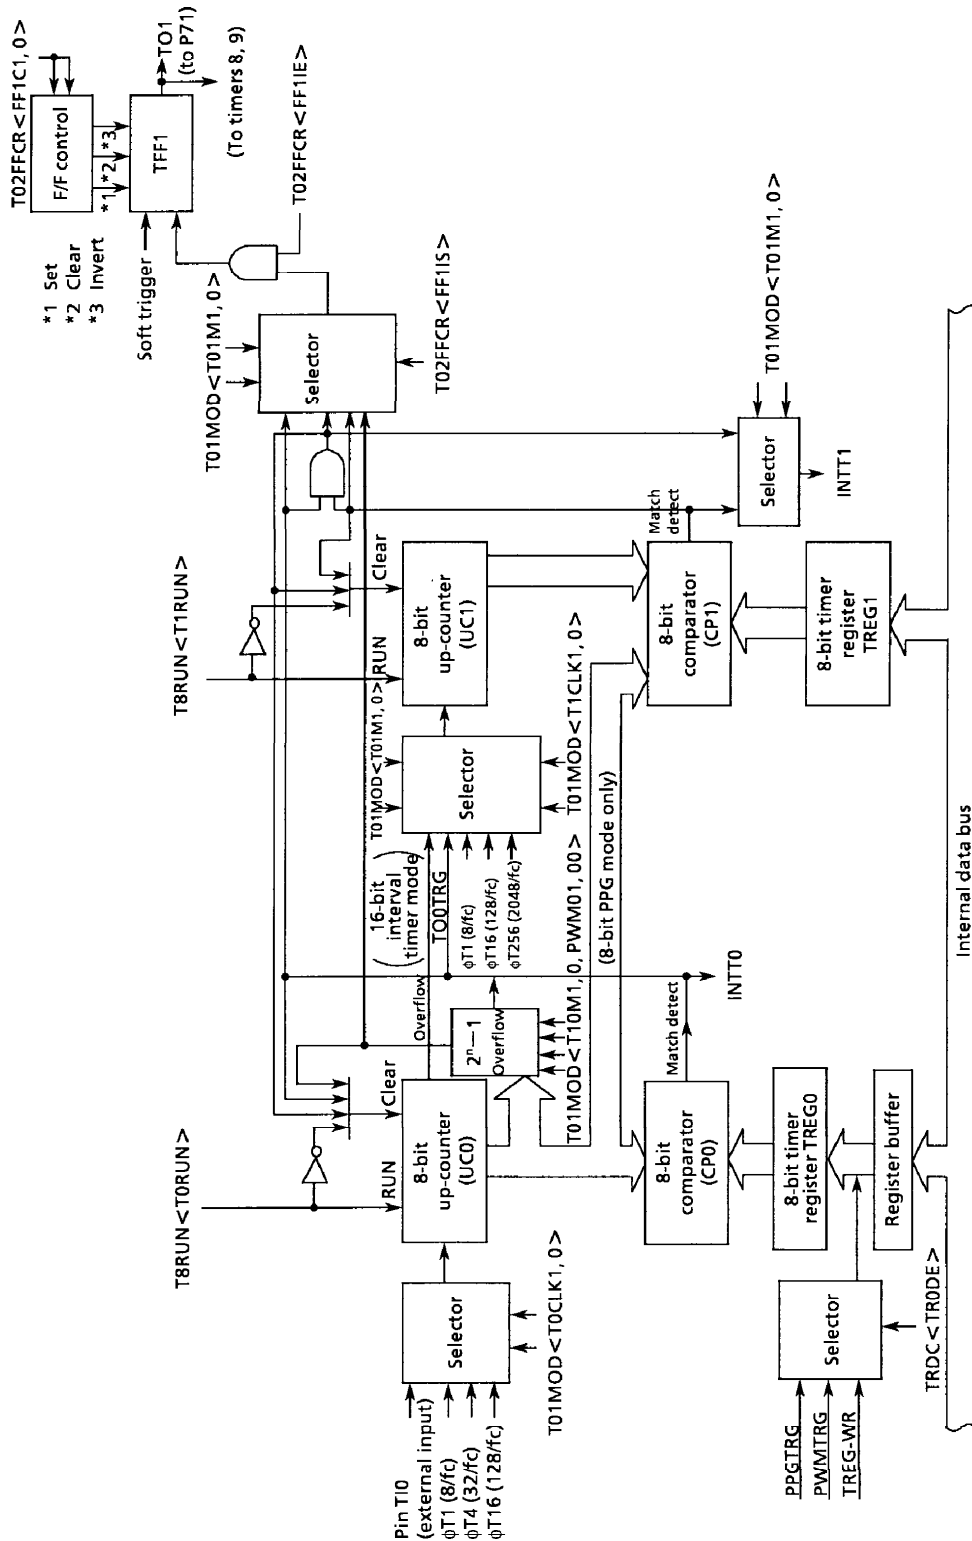 T8RUN<T0RUN>
T8RUN<T1RUN>
T01MOD<T01M1, 0>
*1 Set
*2 Clear
*3 Invert
Soft trigger
T02FFCR<FF1C1, 0>
F/F control
*1
*2
*3
TFF1
TO1
(to P71)
(To timers 8, 9)
T02FFCR<FF1IE>
Selector
T02FFCR<FF1IS>
Pin TI0
(external input)
ϕT1 (8/fc)
ϕT4 (32/fc)
ϕT16 (128/fc)
Selector
T01MOD<T0CLK1, 0>
RUN
Clear
8-bit
up-counter
(UC0)
Overflow
2ⁿ—1
Overflow
T01MOD<T10M1, 0, PWM01, 00>
(16-bit
interval
timer mode)
TO0TRG
ϕT1 (8/fc)
ϕT16 (128/fc)
ϕT256 (2048/fc)
T01MOD<T01M1, 0>
Selector
T01MOD<T1CLK1, 0>
RUN
Clear
8-bit
up-counter
(UC1)
(8-bit PPG mode only)
8-bit
comparator
(CP0)
Match detect
INTT0
8-bit
comparator
(CP1)
Match
detect
Selector
T01MOD<T01M1, 0>
INTT1
PPGTRG
PWMTRG
TREG-WR
Selector
TRDC<TR0DE>
8-bit timer
register TREG0
Register buffer
8-bit timer
register
TREG1
Internal data bus